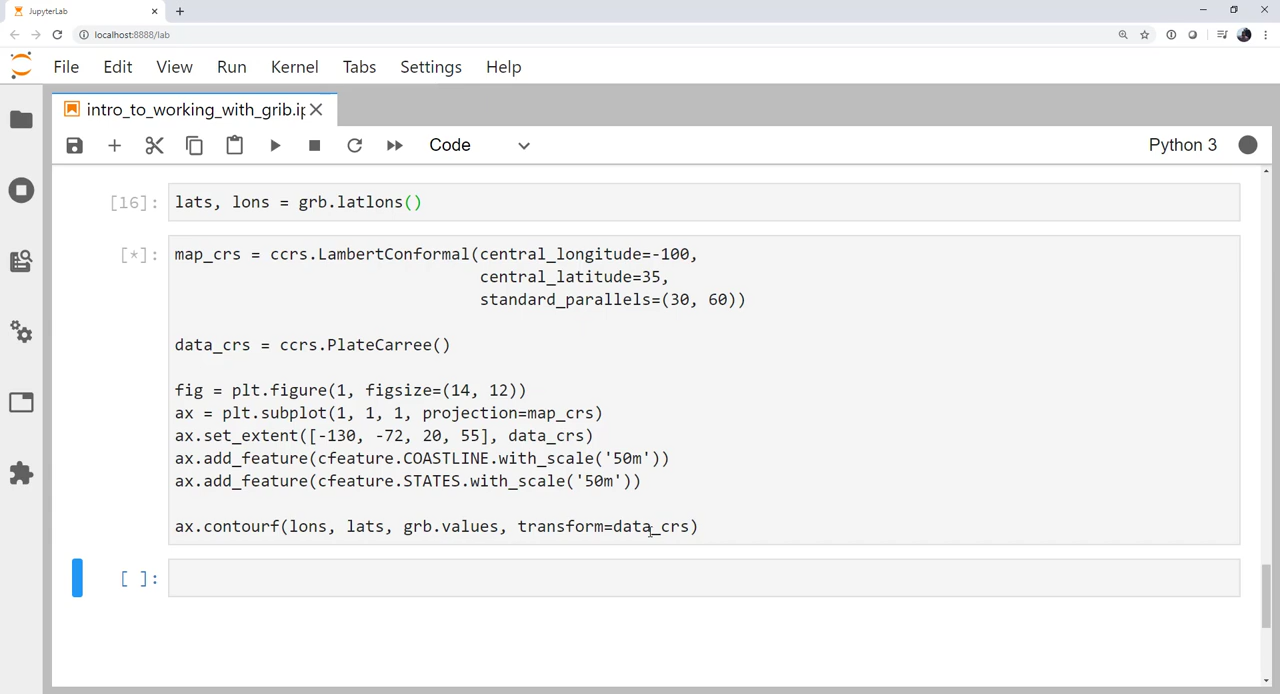 JupyterLab
localhost:8888/lab
File Edit View Run Kernel Tabs Settings Help
intro_to_working_with_grib.ip
Code
Python 3
[16]: lats, lons = grb.latlons()
[*]: map_crs = ccrs.LambertConformal(central_longitude=-100,
central_latitude=35,
standard_parallels=(30, 60))
data_crs = ccrs.PlateCarree()
fig = plt.figure(1, figsize=(14, 12))
ax = plt.subplot(1, 1, 1, projection=map_crs)
ax.set_extent([-130, -72, 20, 55], data_crs)
ax.add_feature(cfeature.COASTLINE.with_scale('50m'))
ax.add_feature(cfeature.STATES.with_scale('50m'))
ax.contourf(lons, lats, grb.values, transform=data_crs)
[ ]: